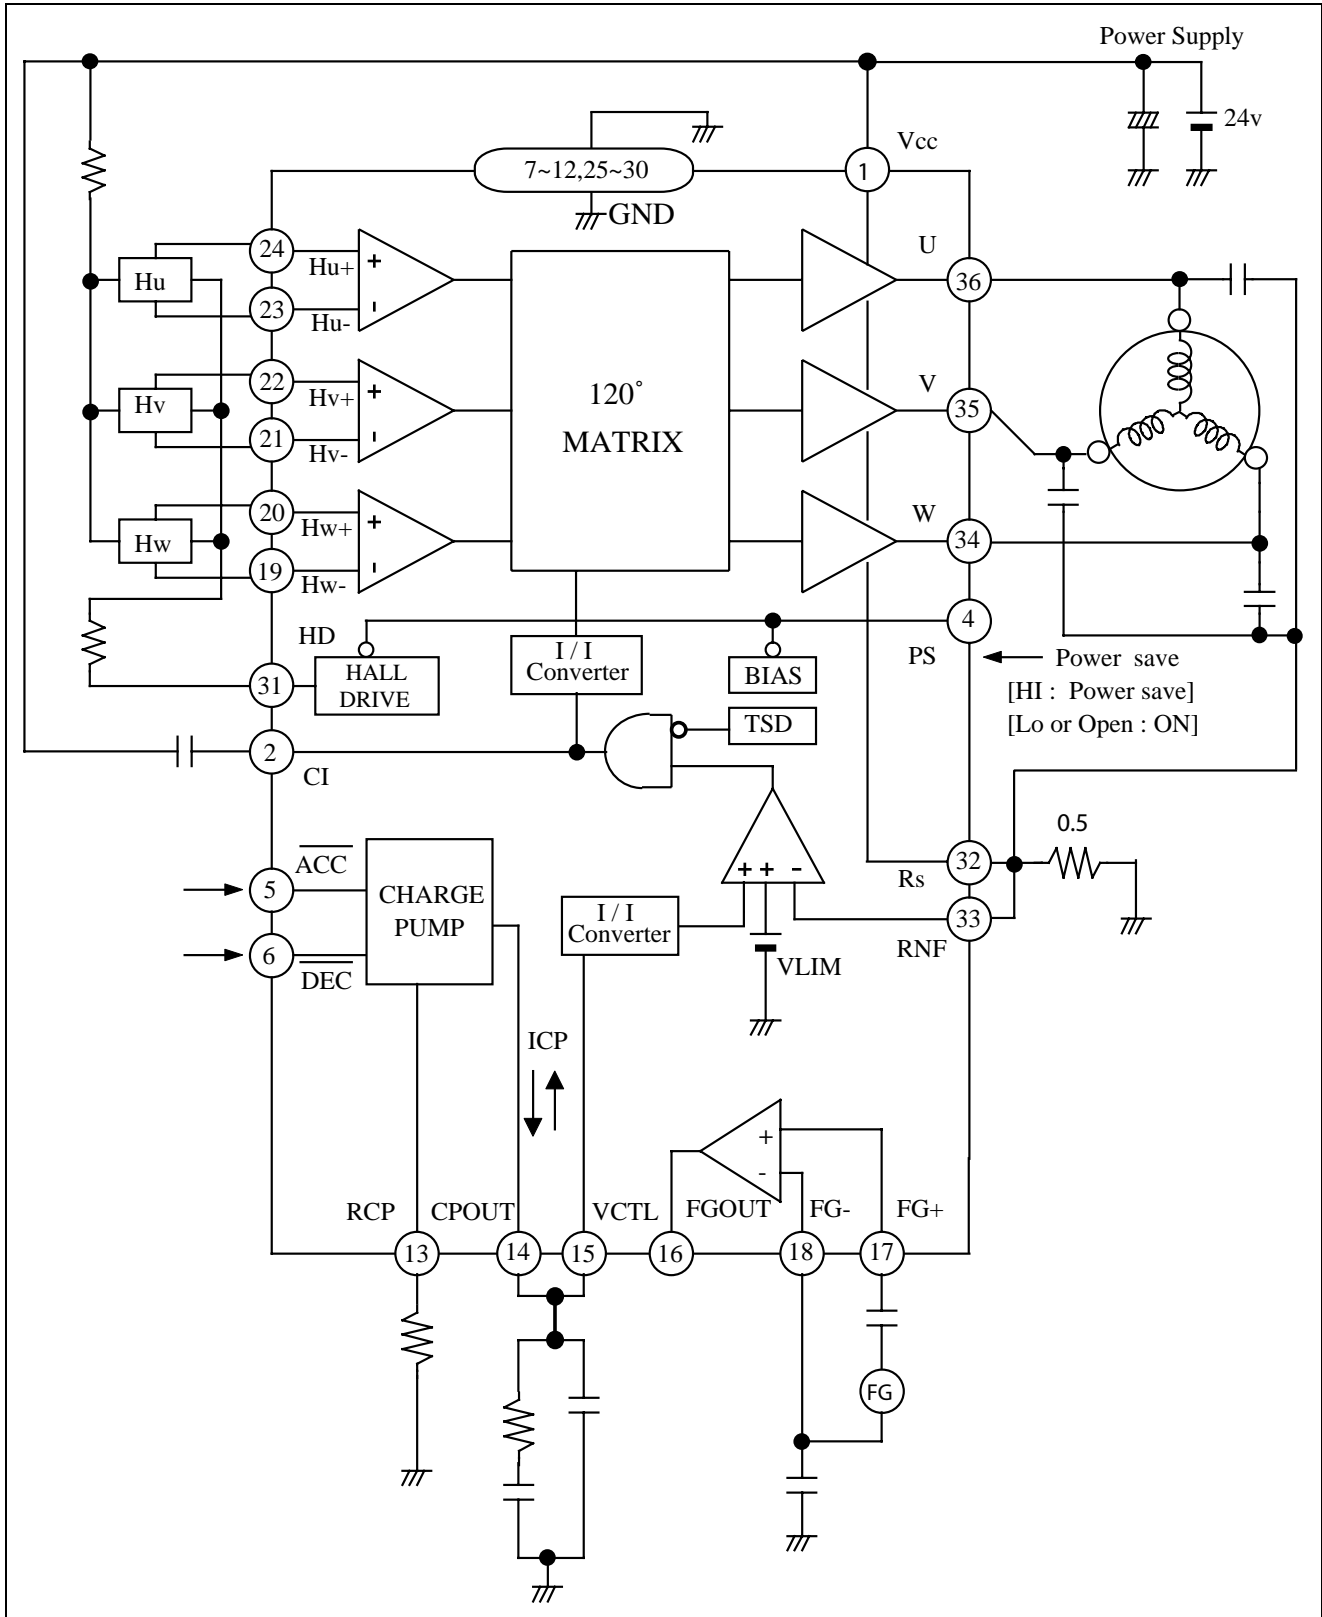 Power Supply
24v
Vcc
1
7~12,25~30
GND
24
Hu+
+
Hu
23
Hu-
-
U
36
22
Hv+
+
Hv
21
Hv-
-
120°
MATRIX
V
35
20
Hw+
+
Hw
19
Hw-
-
W
34
4
PS
Power save
[HI : Power save]
[Lo or Open : ON]
HD
HALL
DRIVE
31
I / I
Converter
BIAS
TSD
2
CI
0.5
+ + -
Rs
32
33
RNF
ACC
5
CHARGE
PUMP
6
DEC
I / I
Converter
VLIM
ICP
+
-
RCP
CPOUT
VCTL
FGOUT
FG-
FG+
13
14
15
16
18
17
FG